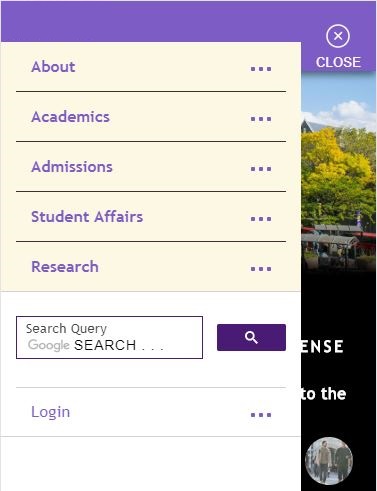 CLOSE
About
Academics
Admissions
Student Affairs
Research
Search Query
Google SEARCH . . .
ENSE
to the
Login